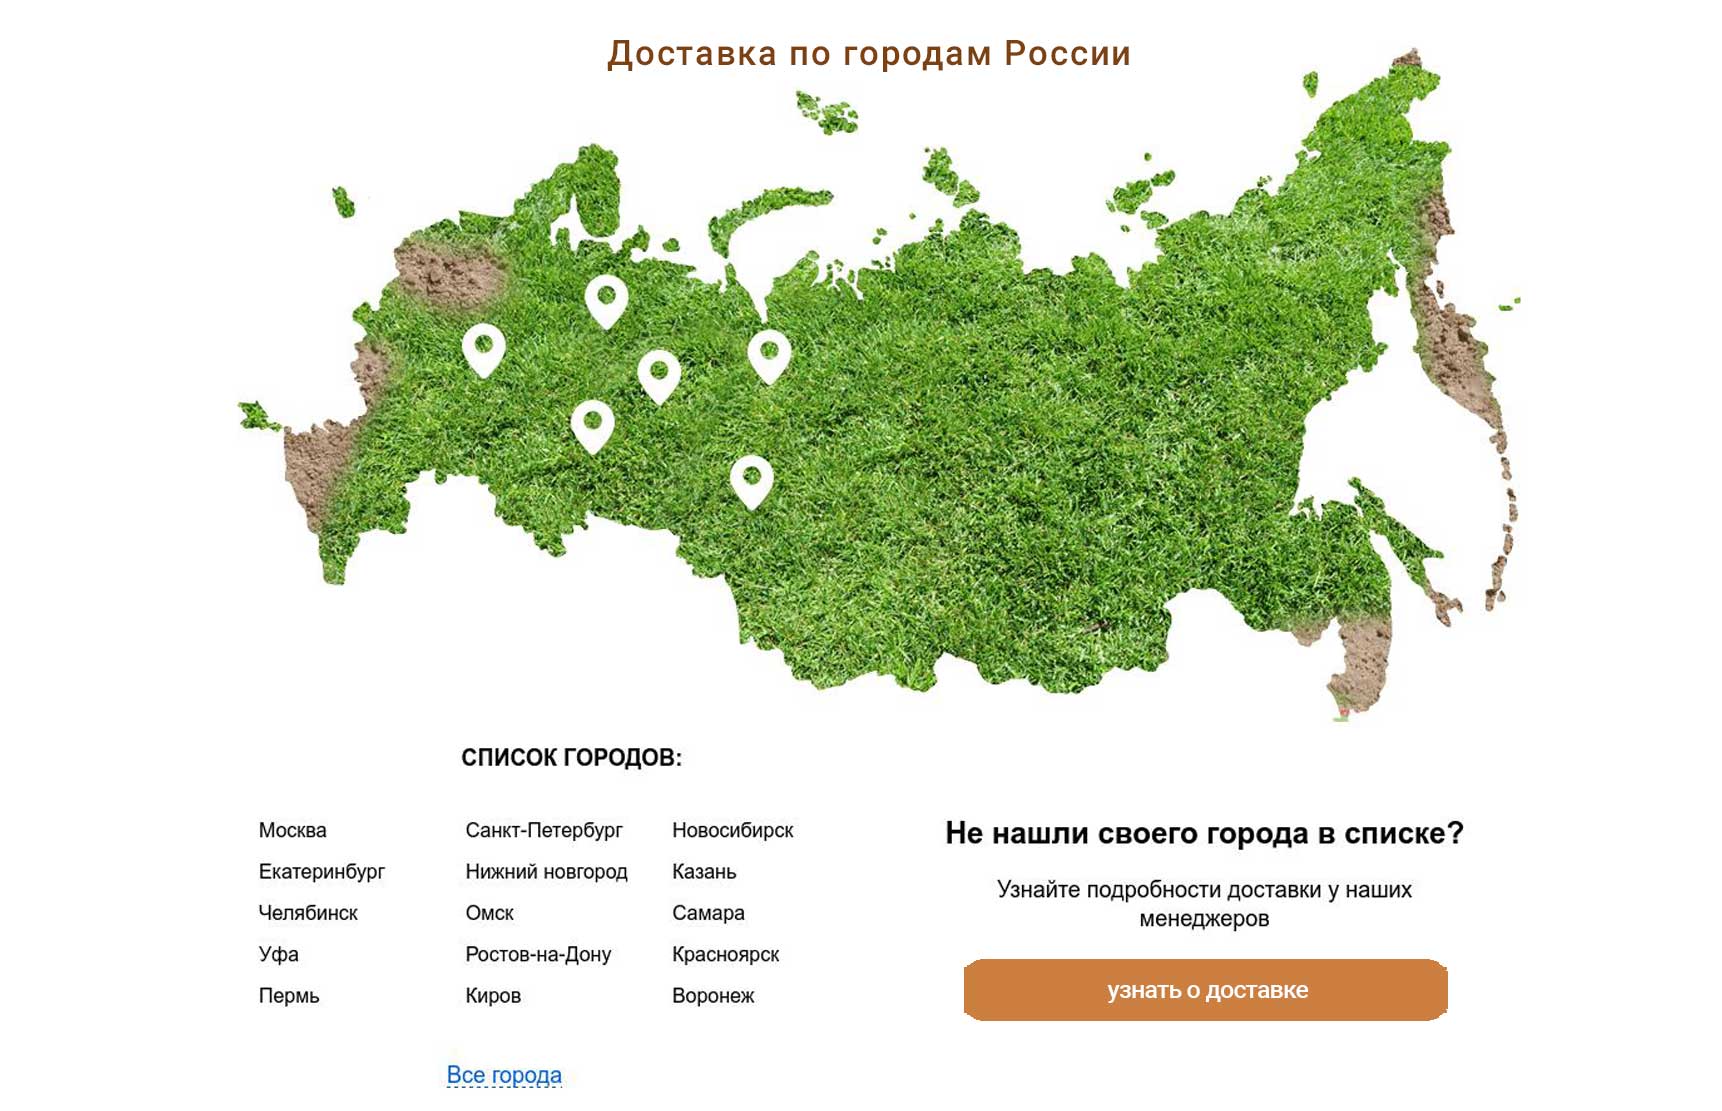 Доставка по городам России
СПИСОК ГОРОДОВ:
Москва
Екатеринбург
Челябинск
Уфа
Пермь
Санкт-Петербург
Нижний новгород
Омск
Ростов-на-Дону
Киров
Новосибирск
Казань
Самара
Красноярск
Воронеж
Все города
Не нашли своего города в списке?
Узнайте подробности доставки у наших
менеджеров
узнать о доставке